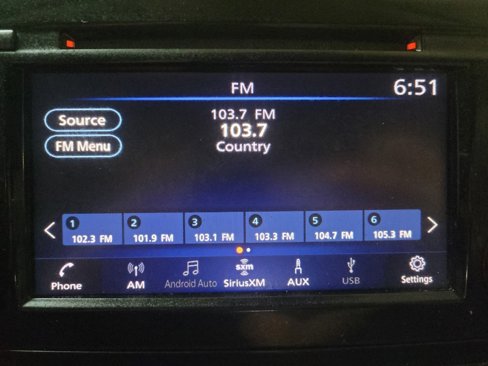 FM
6:51
Source
103.7 FM
103.7
FM Menu
Country
1 2 3 4 5 6
102.3 FM 101.9 FM 103.1 FM 103.3 FM 104.7 FM 105.3 FM
sxm
Phone AM Android Auto SiriusXM AUX USB Settings